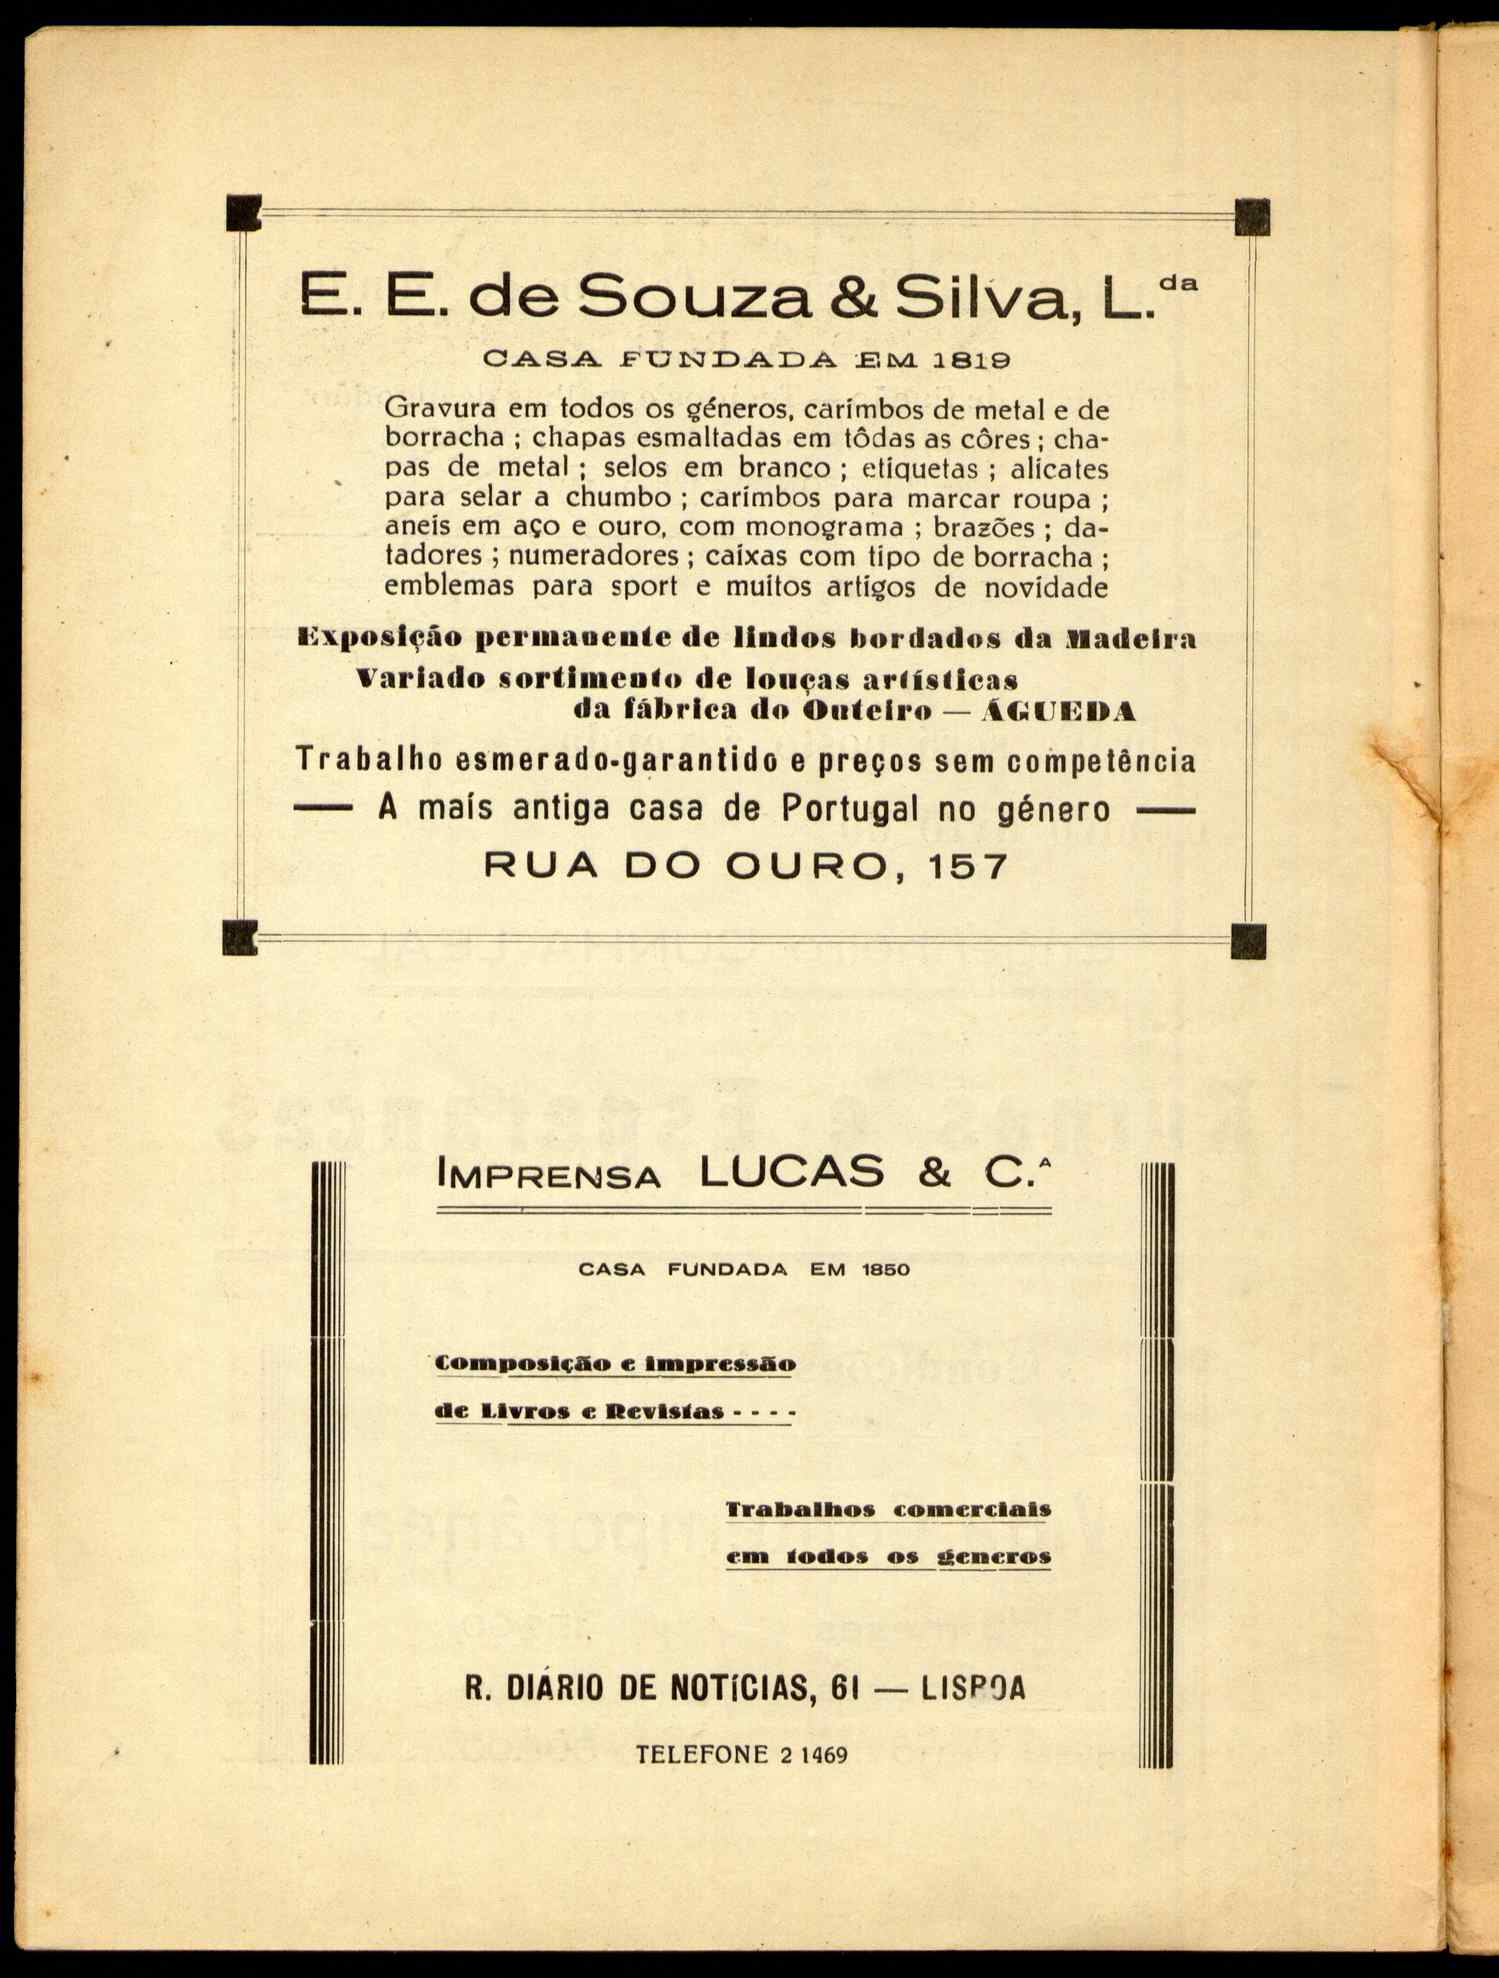 E. E. de Souza & Silva, L.da
CASA FUNDADA EM 1819
Gravura em todos os géneros, carimbos de metal e de
borracha ; chapas esmaltadas em tôdas as côres ; cha-
pas de metal ; selos em branco ; etiquetas ; alicates
para selar a chumbo ; carimbos para marcar roupa ;
aneis em aço e ouro, com monograma ; brazões ; da-
tadores ; numeradores ; caixas com tipo de borracha ;
emblemas para sport e muitos artigos de novidade
Exposição permanente de lindos bordados da Madeira
Variado sortimento de louças artísticas
da fábrica do Outeiro — ÁGUEDA
Trabalho esmerado-garantido e preços sem competência
— A mais antiga casa de Portugal no género —
RUA DO OURO, 157
IMPRENSA LUCAS & C.A
CASA FUNDADA EM 1850
Composição e impressão
de Livros e Revistas - - - -
Trabalhos comerciais
em todos os géneros
R. DIÁRIO DE NOTÍCIAS, 61 — LISBOA
TELEFONE 2 1469